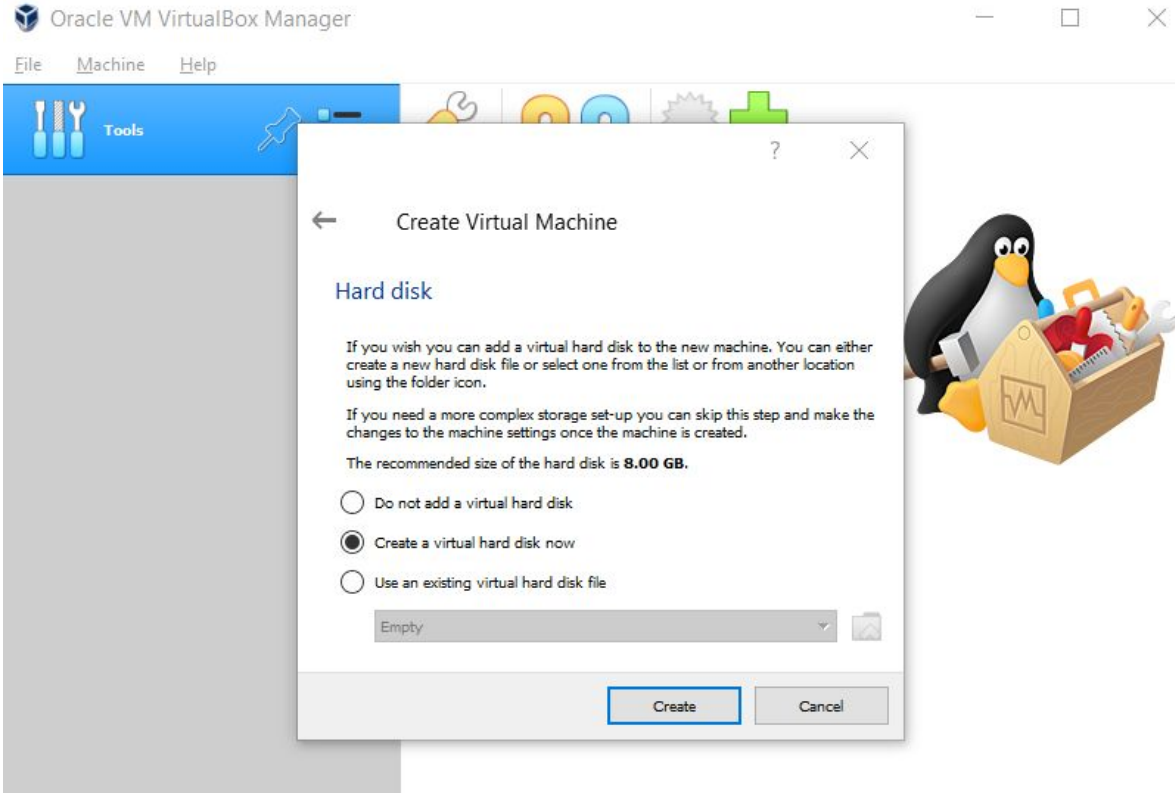 Oracle VM VirtualBox Manager
File Machine Help
Tools
?
Create Virtual Machine
Hard disk
If you wish you can add a virtual hard disk to the new machine. You can either
create a new hard disk file or select one from the list or from another location
using the folder icon.
If you need a more complex storage set-up you can skip this step and make the
changes to the machine settings once the machine is created.
The recommended size of the hard disk is 8.00 GB.
Do not add a virtual hard disk
Create a virtual hard disk now
Use an existing virtual hard disk file
Empty
Create Cancel